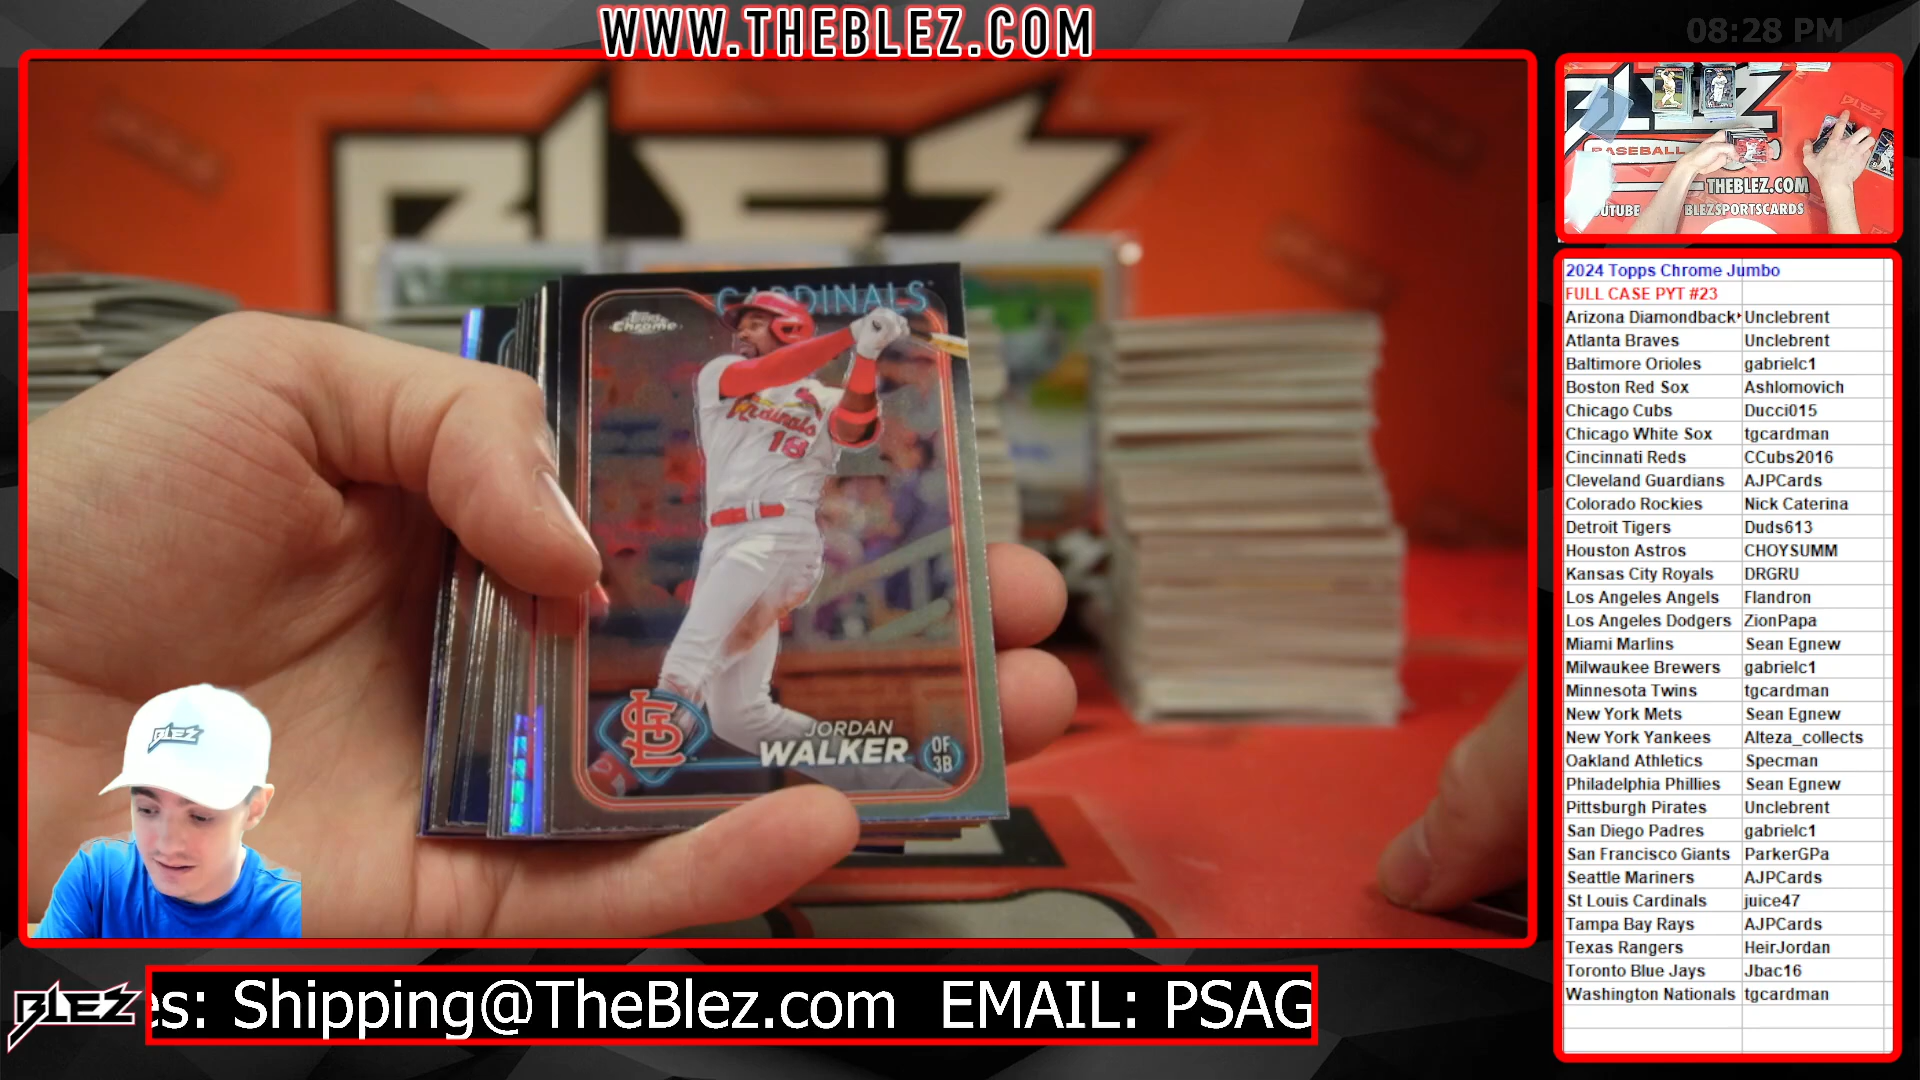 WWW.THEBLEZ.COM
08:28 PM
BLEZ
CARDINALS
Topps
Chrome
Cardinals
18
STL
JORDAN
WALKER
OF
3B
BLEZ
BLEZ
BLEZ
BASEBALL
THEBLEZ.COM
BLEZSPORTSCARDS
2024 Topps Chrome Jumbo
FULL CASE PYT #23
Arizona Diamondback Unclebrent
Atlanta Braves Unclebrent
Baltimore Orioles gabrielc1
Boston Red Sox Ashlomovich
Chicago Cubs Ducci015
Chicago White Sox tgcardman
Cincinnati Reds CCubs2016
Cleveland Guardians AJPCards
Colorado Rockies Nick Caterina
Detroit Tigers Duds613
Houston Astros CHOYSUMM
Kansas City Royals DRGRU
Los Angeles Angels Flandron
Los Angeles Dodgers ZionPapa
Miami Marlins Sean Egnew
Milwaukee Brewers gabrielc1
Minnesota Twins tgcardman
New York Mets Sean Egnew
New York Yankees Alteza_collects
Oakland Athletics Specman
Philadelphia Phillies Sean Egnew
Pittsburgh Pirates Unclebrent
San Diego Padres gabrielc1
San Francisco Giants ParkerGPa
Seattle Mariners AJPCards
St Louis Cardinals juice47
Tampa Bay Rays AJPCards
Texas Rangers HeirJordan
Toronto Blue Jays Jbac16
Washington Nationals tgcardman
BLEZ
es: Shipping@TheBlez.com EMAIL: PSAG